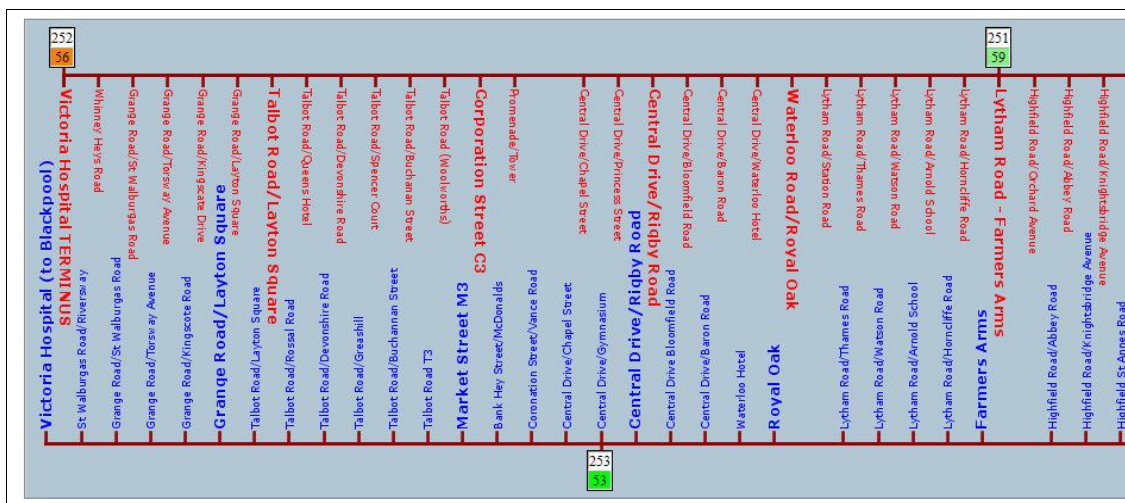 252
56
251
59
Victoria Hospital TERMINUS
Whinney Heys Road
Grange Road/St Walburgas Road
Grange Road/Torsway Avenue
Grange Road/Kingscate Drive
Grange Road/Layton Square
Talbot Road/Layton Square
Talbot Road/Queens Hotel
Talbot Road/Devonshire Road
Talbot Road/Spencer Court
Talbot Road/Buchanan Street
Talbot Road (Woolworths)
Corporation Street C3
Promenade/Tower
Central Drive/Chapel Street
Central Drive/Princess Street
Central Drive/Rigby Road
Central Drive/Bloomfield Road
Central Drive/Baron Road
Central Drive/Waterloo Hotel
Waterloo Road/Royal Oak
Lytham Road/Station Road
Lytham Road/Thames Road
Lytham Road/Watson Road
Lytham Road/Arnold School
Lytham Road/Horncliffe Road
Lytham Road - Farmers Arms
Highfield Road/Orchard Avenue
Highfield Road/Abbey Road
Highfield Road/Knightsbridge Avenue
Victoria Hospital (to Blackpool)
St Walburgas Road/Riversway
Grange Road/St Walburgas Road
Grange Road/Torsway Avenue
Grange Road/Kingscote Road
Grange Road/Layton Square
Talbot Road/Layton Square
Talbot Road/Rossal Road
Talbot Road/Devonshire Road
Talbot Road/Greashill
Talbot Road/Buchannan Street
Talbot Road T3
Market Street M3
Bank Hey Street/McDonalds
Coronation Street/Vance Road
Central Drive/Chapel Street
Central Drive/Gymnasium
Central Drive/Rigby Road
Central Drive Bloomfield Road
Central Drive/Baron Road
Waterloo Hotel
Royal Oak
Lytham Road/Thames Road
Lytham Road/Watson Road
Lytham Road/Arnold School
Lytham Road/Horncliffe Road
Farmers Arms
Highfield Road/Abbey Road
Highfield Road/Knightsbridge Avenue
Highfield St Annes Road
253
53